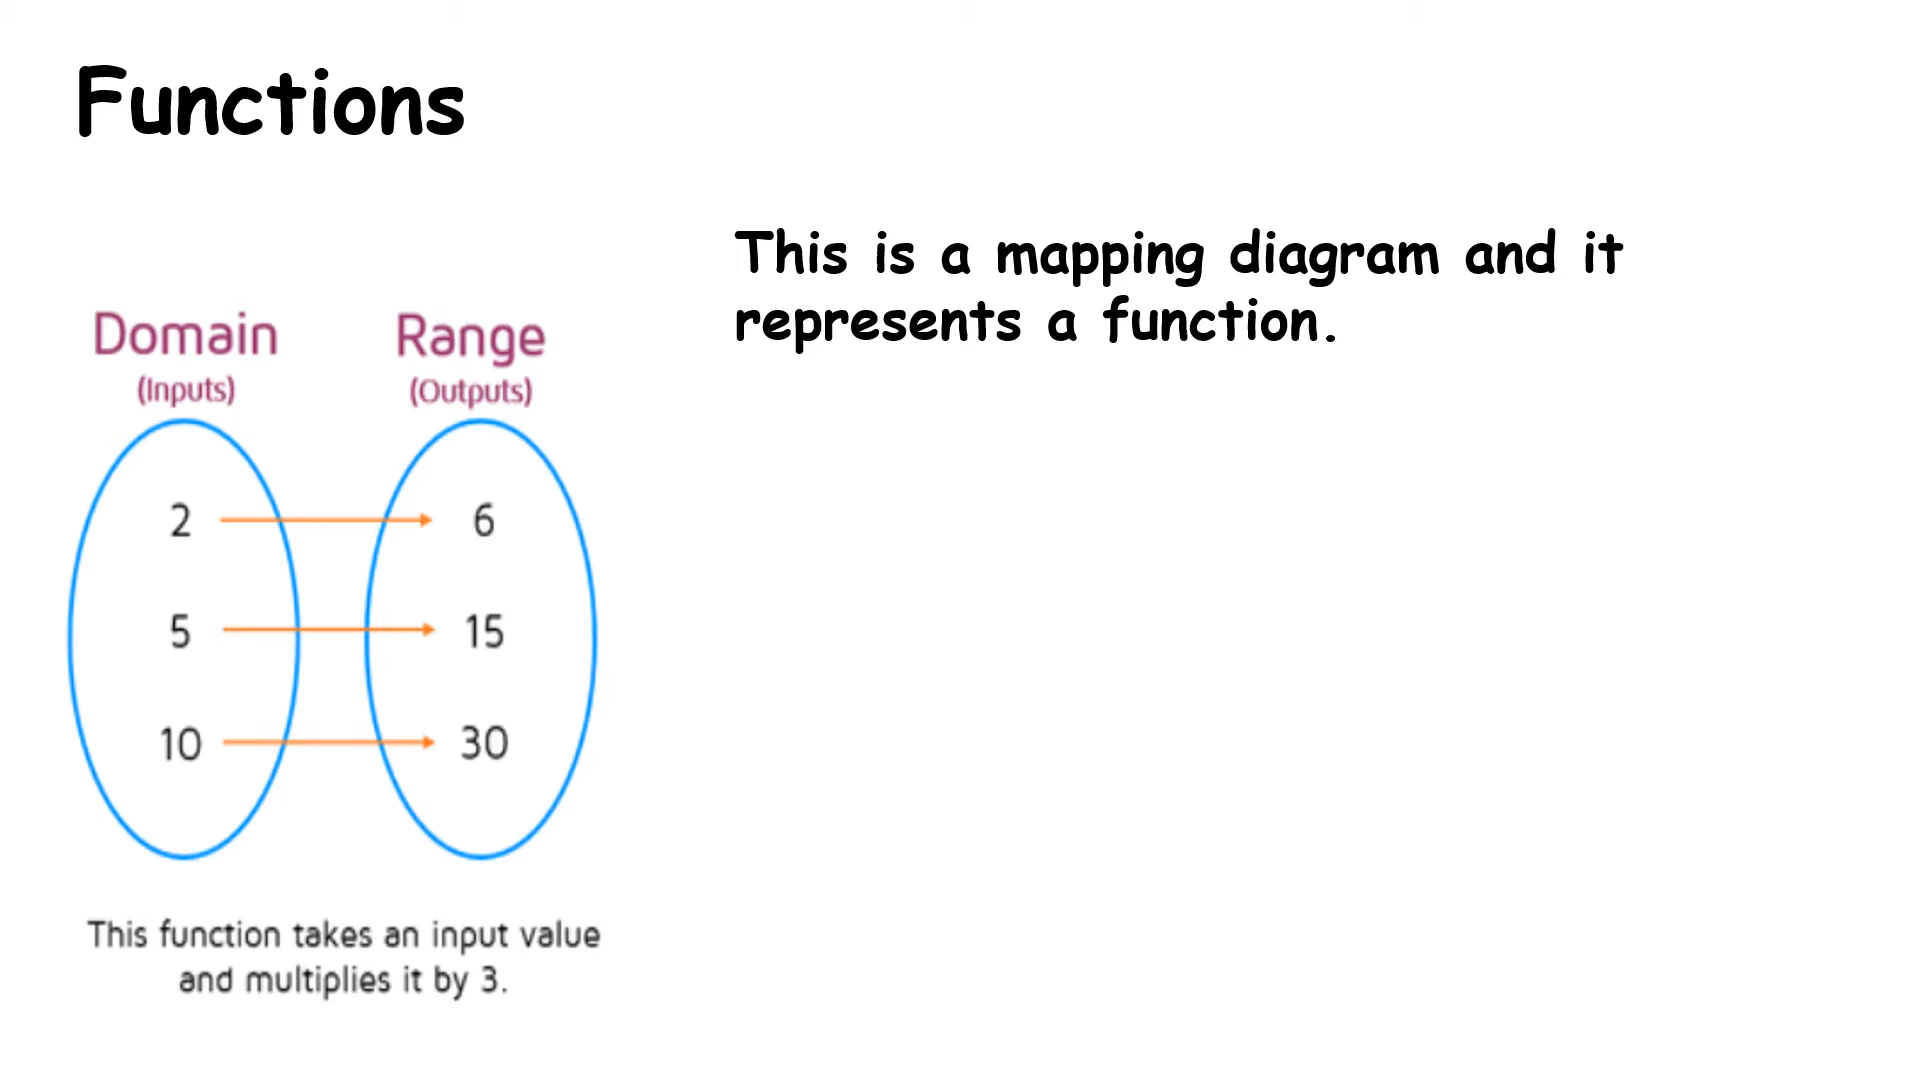 Functions
This is a mapping diagram and it
represents a function.
Domain Range
(Inputs) (Outputs)
2 6
5 15
10 30
This function takes an input value
and multiplies it by 3.